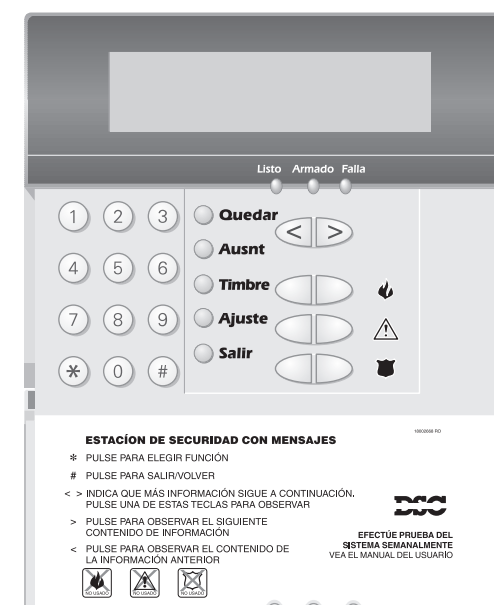 Listo Armado Falla
1 2 3 Quedar < >
Ausnt
4 5 6 Timbre
7 8 9 Ajuste
* 0 # Salir
18000688 RO
ESTACÍON DE SECURIDAD CON MENSAJES
* PULSE PARA ELEGIR FUNCIÓN
# PULSE PARA SALIR/VOLVER
< > INDICA QUE MÁS INFORMACIÓN SIGUE A CONTINUACIÓN.
PULSE UNA DE ESTAS TECLAS PARA OBSERVAR
> PULSE PARA OBSERVAR EL SIGUIENTE
CONTENIDO DE INFORMACIÓN
< PULSE PARA OBSERVAR EL CONTENIDO DE
LA INFORMACIÓN ANTERIOR
NO USADO NO USADO NO USADO
DSC
EFECTÚE PRUEBA DEL
SISTEMA SEMANALMENTE
VEA EL MANUAL DEL USUARIO